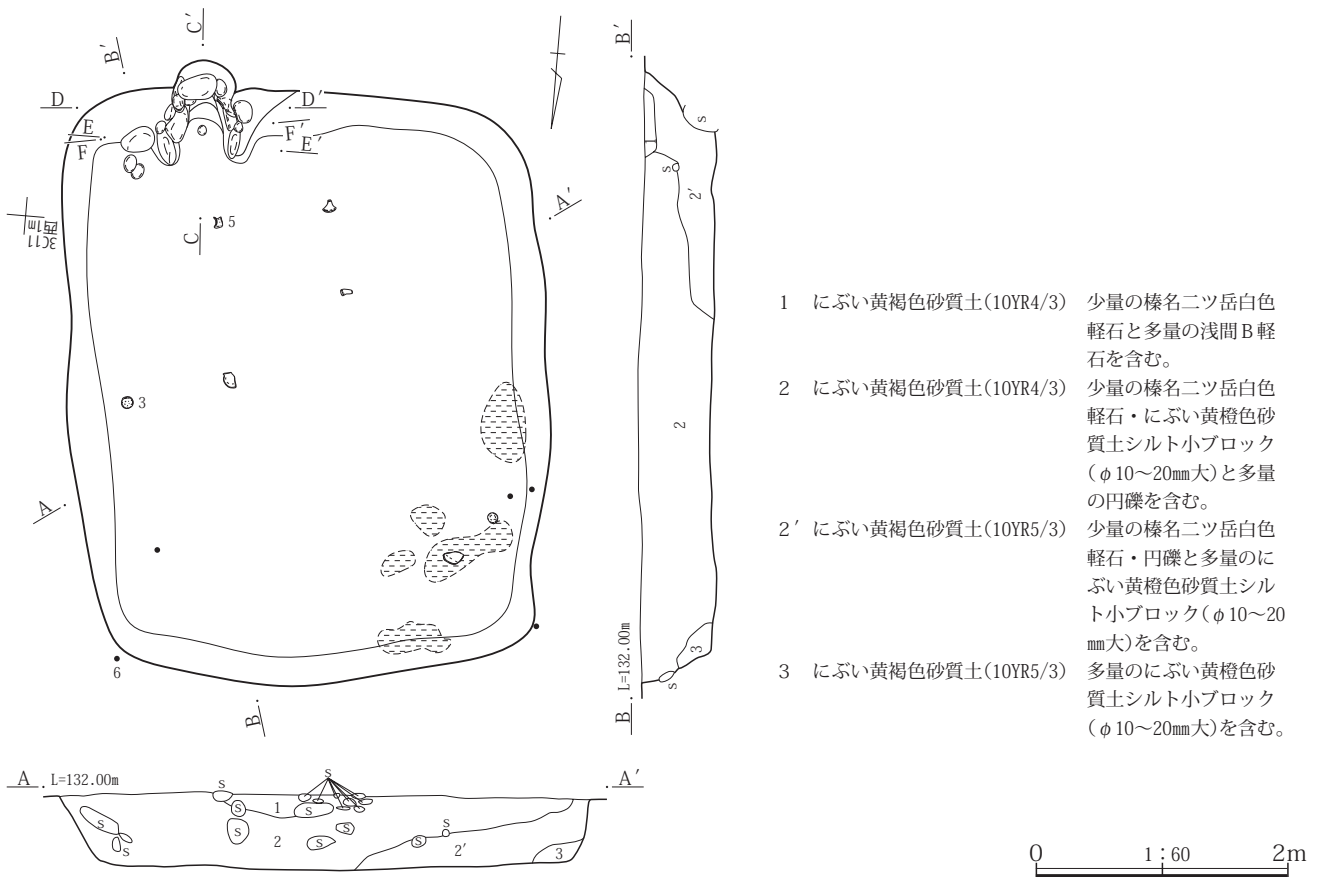 C′
B′
D
D′
E
F
F′
E′
A′
3C11
西1m
5
C
3
A
6
B
B′
S
S
2′
2
3
S
L=132.00m
B
A
L=132.00m
A′
S
S
S
S
S
S
S
S
S
S
S
1
2
2′
3
1 にぶい黄褐色砂質土(10YR4/3) 少量の榛名二ツ岳白色
軽石と多量の浅間B軽
石を含む。
2 にぶい黄褐色砂質土(10YR4/3) 少量の榛名二ツ岳白色
軽石・にぶい黄橙色砂
質土シルト小ブロック
(φ10〜20㎜大)と多量
の円礫を含む。
2′ にぶい黄褐色砂質土(10YR5/3) 少量の榛名二ツ岳白色
軽石・円礫と多量のに
ぶい黄橙色砂質土シル
ト小ブロック(φ10〜20
㎜大)を含む。
3 にぶい黄褐色砂質土(10YR5/3) 多量のにぶい黄橙色砂
質土シルト小ブロック
(φ10〜20㎜大)を含む。
0 1:60 2m